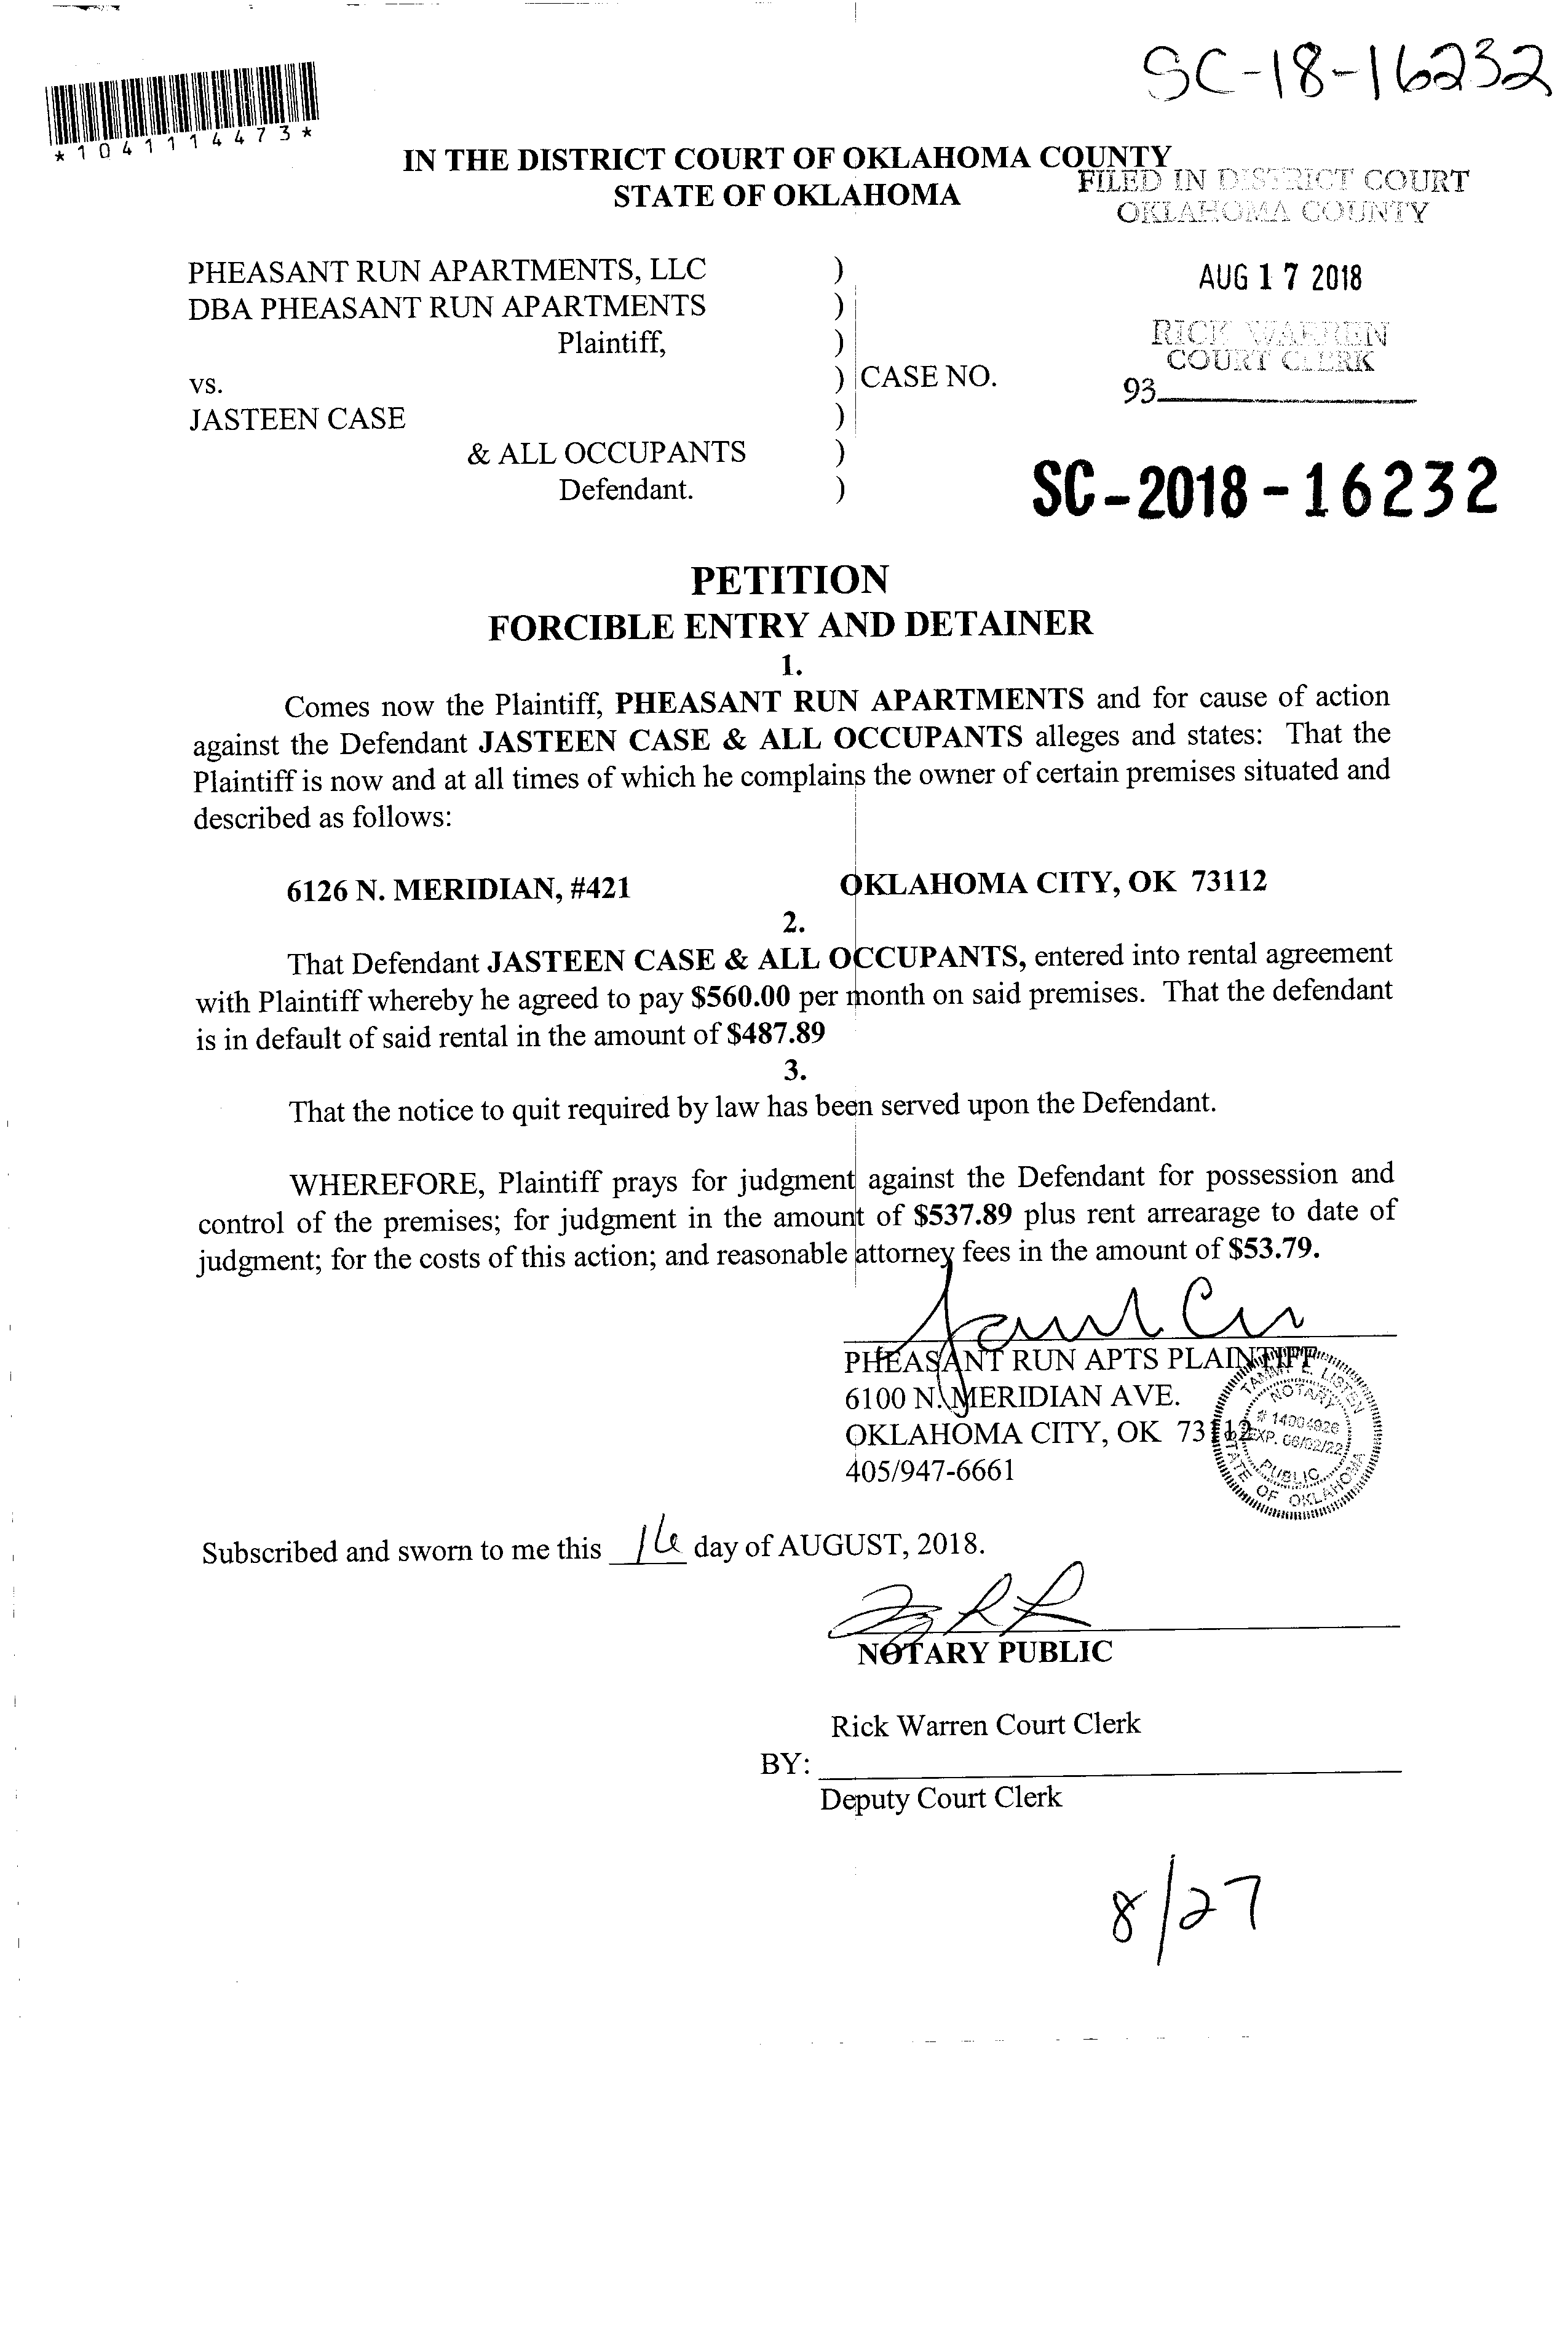 SC-18-16232
*1041114473*
IN THE DISTRICT COURT OF OKLAHOMA COUNTY
STATE OF OKLAHOMA
FILED IN DISTRICT COURT
OKLAHOMA COUNTY
AUG 17 2018
RICK WARREN
COURT CLERK
93
PHEASANT RUN APARTMENTS, LLC )
DBA PHEASANT RUN APARTMENTS )
Plaintiff, )
vs. ) CASE NO.
JASTEEN CASE )
& ALL OCCUPANTS )
Defendant. )
SC-2018-16232
PETITION
FORCIBLE ENTRY AND DETAINER
1.
Comes now the Plaintiff, PHEASANT RUN APARTMENTS and for cause of action
against the Defendant JASTEEN CASE & ALL OCCUPANTS alleges and states: That the
Plaintiff is now and at all times of which he complains the owner of certain premises situated and
described as follows:
6126 N. MERIDIAN, #421 OKLAHOMA CITY, OK 73112
2.
That Defendant JASTEEN CASE & ALL OCCUPANTS, entered into rental agreement
with Plaintiff whereby he agreed to pay $560.00 per month on said premises. That the defendant
is in default of said rental in the amount of $487.89
3.
That the notice to quit required by law has been served upon the Defendant.
WHEREFORE, Plaintiff prays for judgment against the Defendant for possession and
control of the premises; for judgment in the amount of $537.89 plus rent arrearage to date of
judgment; for the costs of this action; and reasonable attorney fees in the amount of $53.79.
PHEASANT RUN APTS PLAINTIFF
6100 N. MERIDIAN AVE.
OKLAHOMA CITY, OK 73112
405/947-6661
TAMMY E. LISTEN
NOTARY
# 14004926
EXP. 06/02/22
PUBLIC
STATE OF OKLAHOMA
Subscribed and sworn to me this 16 day of AUGUST, 2018.
NOTARY PUBLIC
Rick Warren Court Clerk
BY:
Deputy Court Clerk
8/27